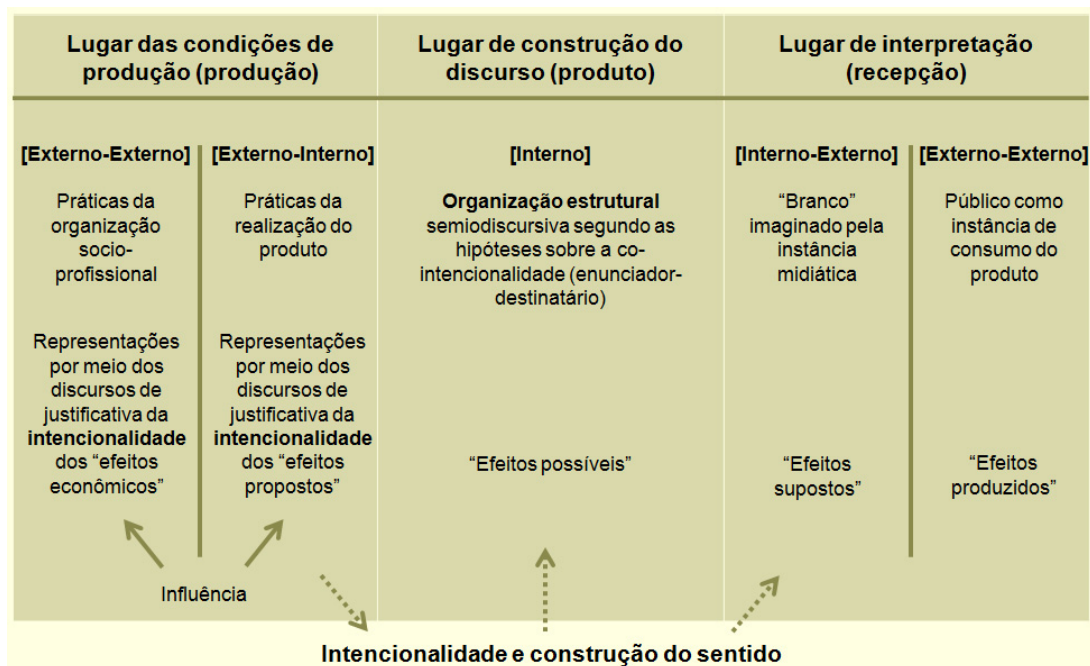 Lugar das condições de
produção (produção)
Lugar de construção do
discurso (produto)
Lugar de interpretação
(recepção)
[Externo-Externo]
Práticas da
organização
socio-
profissional
Representações
por meio dos
discursos de
justificativa da
intencionalidade
dos “efeitos
econômicos”
[Externo-Interno]
Práticas da
realização do
produto
Representações
por meio dos
discursos de
justificativa da
intencionalidade
dos “efeitos
propostos”
Influência
[Interno]
Organização estrutural
semiodiscursiva segundo as
hipóteses sobre a co-
intencionalidade (enunciador-
destinatário)
“Efeitos possíveis”
[Interno-Externo]
“Branco”
imaginado pela
instância
midiática
“Efeitos
supostos”
[Externo-Externo]
Público como
instância de
consumo do
produto
“Efeitos
produzidos”
Intencionalidade e construção do sentido